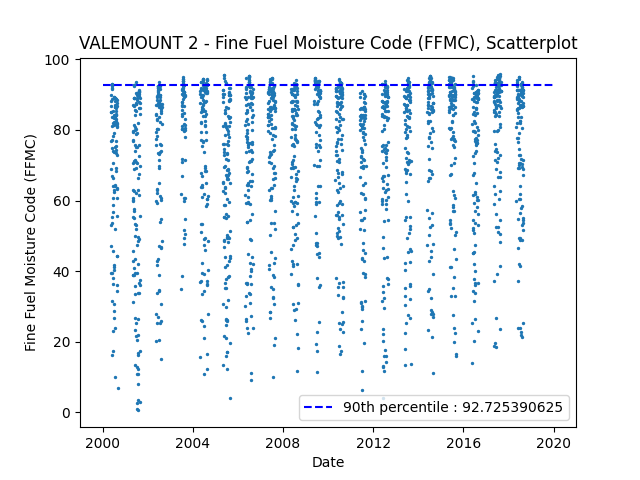 VALEMOUNT 2 - Fine Fuel Moisture Code (FFMC), Scatterplot
100
80
60
40
20
0
Fine Fuel Moisture Code (FFMC)
90th percentile : 92.725390625
2000 2004 2008 2012 2016 2020
Date